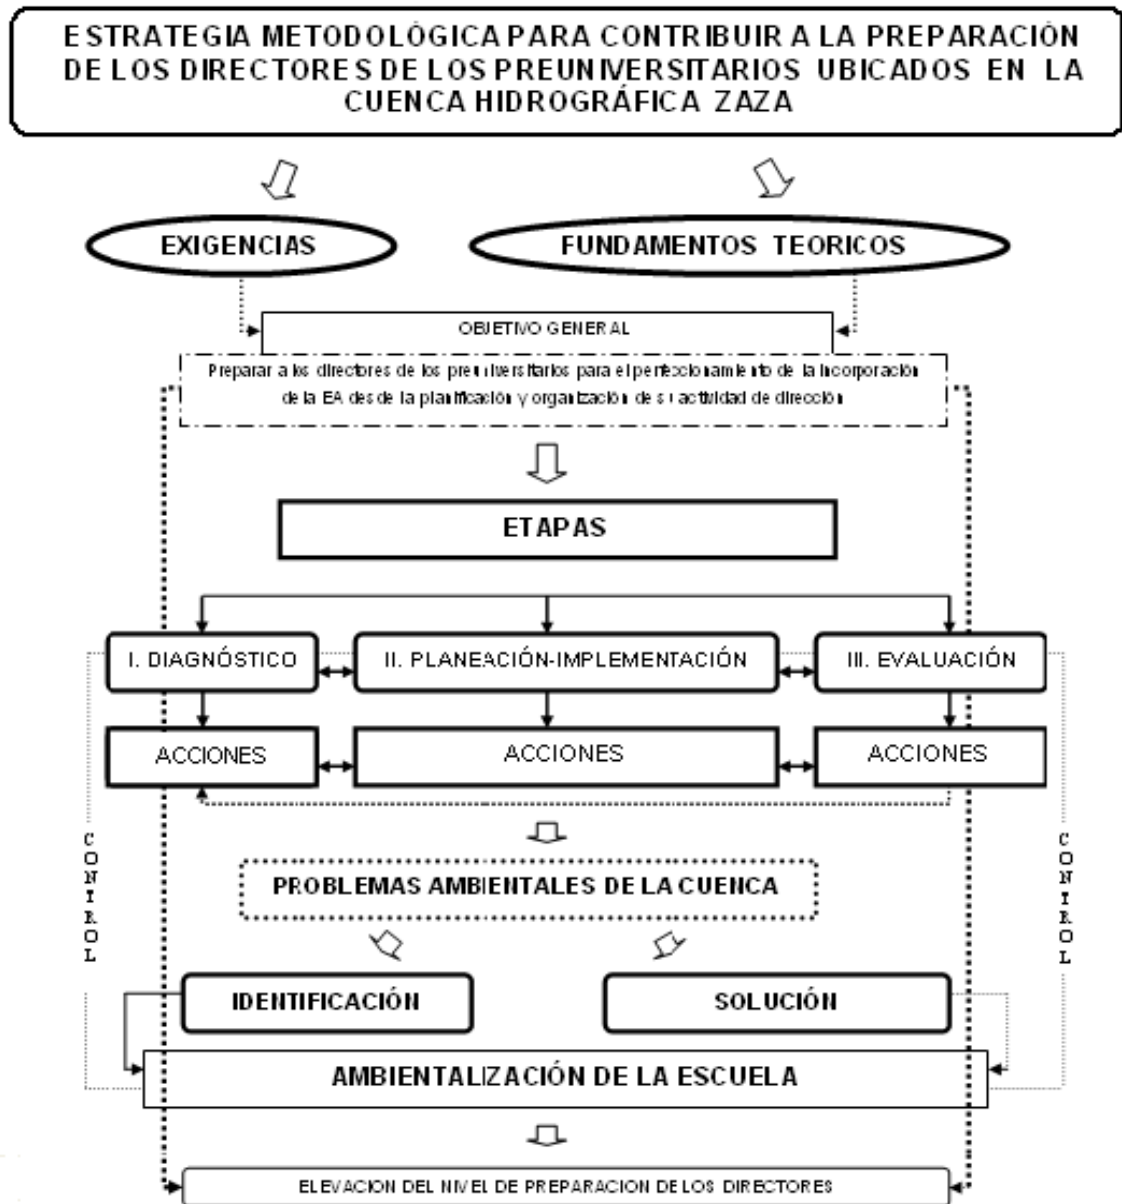 ESTRATEGIA METODOLÓGICA PARA CONTRIBUIR A LA PREPARACIÓN
DE LOS DIRECTORES DE LOS PREUNIVERSITARIOS UBICADOS EN LA
CUENCA HIDROGRÁFICA ZAZA
EXIGENCIAS
FUNDAMENTOS TEORICOS
OBJETIVO GENERAL
Preparar a los directores de los preuniversitarios para el perfeccionamiento de la incorporación
de la EA desde la planificación y organización de su actividad de dirección
ETAPAS
I. DIAGNÓSTICO
II. PLANEACIÓN-IMPLEMENTACIÓN
III. EVALUACIÓN
ACCIONES
ACCIONES
ACCIONES
CONTROL
CONTROL
PROBLEMAS AMBIENTALES DE LA CUENCA
IDENTIFICACIÓN
SOLUCIÓN
AMBIENTALIZACIÓN DE LA ESCUELA
ELEVACION DEL NIVEL DE PREPARACION DE LOS DIRECTORES